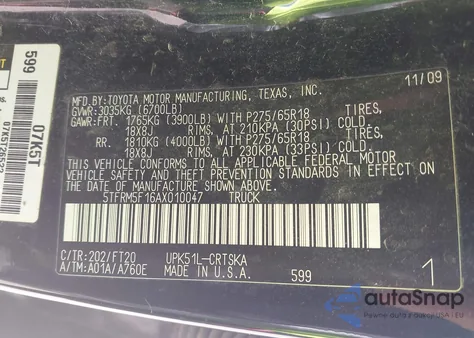 599
07K5T
MFD.BY:TOYOTA MOTOR MANUFACTURING, TEXAS, INC. 11/09
GVWR:3035KG (6700LB)
GAWR:FRT. 1765KG (3900LB) WITH P275/65R18 TIRES,
18X8J RIMS, AT 210KPA (30PSI) COLD.
RR. 1810KG (4000LB) WITH P275/65R18 TIRES,
18X8J RIMS, AT 230KPA (33PSI) COLD.
THIS VEHICLE CONFORMS TO ALL APPLICABLE FEDERAL MOTOR
VEHICLE SAFETY STANDARDS IN EFFECT ON THE DATE OF
MANUFACTURE SHOWN ABOVE.
5TFRM5F16AX010047 TRUCK
C/TR:202/FT20 UPK51L-CRTSKA
A/TM:A01A/A760E MADE IN U.S.A. 599 1
autoSnap